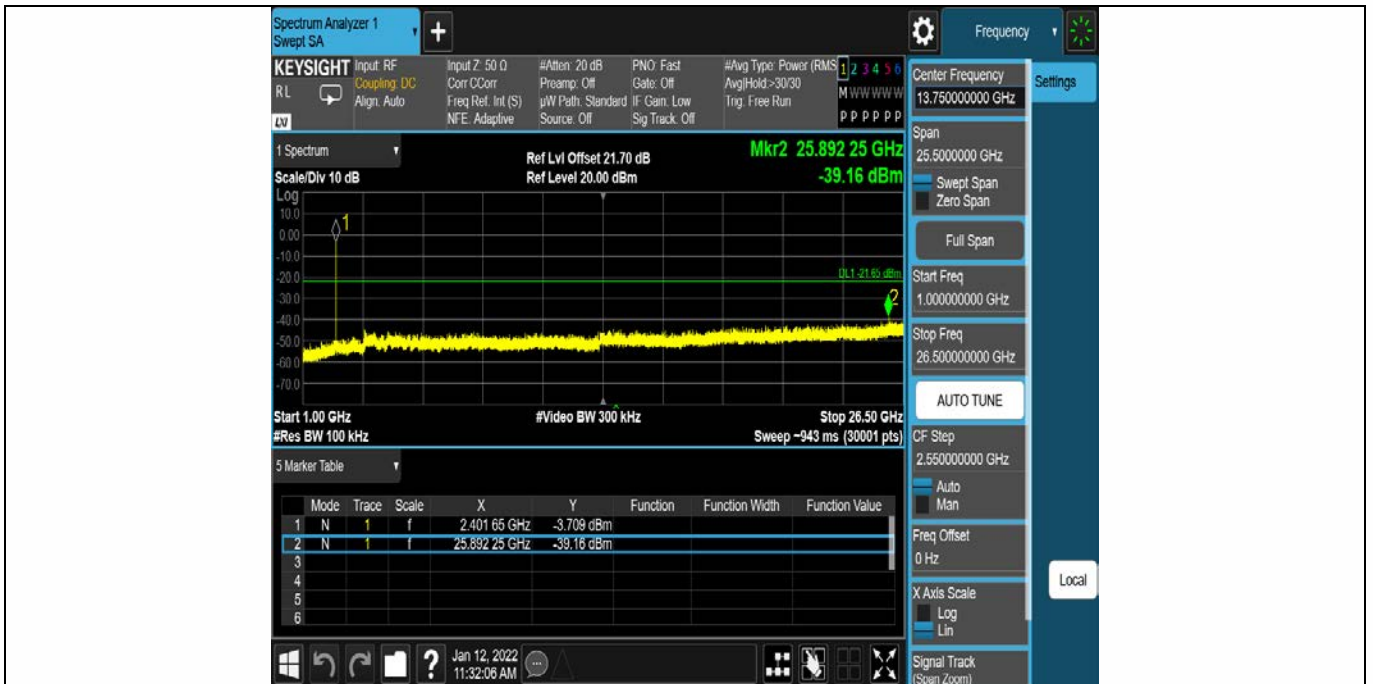 Spectrum Analyzer 1
Swept SA
+
Frequency
KEYSIGHT
RL
LXI
Input: RF
Coupling: DC
Align: Auto
Input Z: 50 Ω
Corr CCorr
Freq Ref: Int (S)
NFE: Adaptive
#Atten: 20 dB
Preamp: Off
µW Path: Standard
Source: Off
PNO: Fast
Gate: Off
IF Gain: Low
Sig Track: Off
#Avg Type: Power (RMS
Avg|Hold:>30/30
Trig: Free Run
1 2 3 4 5 6
M W W W W W
P P P P P P
1 Spectrum
Scale/Div 10 dB
Ref Lvl Offset 21.70 dB
Ref Level 20.00 dBm
Mkr2 25.892 25 GHz
-39.16 dBm
Log
10.0
0.00
-10.0
-20.0
-30.0
-40.0
-50.0
-60.0
-70.0
1
DL1 -21.65 dBm
2
Start 1.00 GHz
#Res BW 100 kHz
#Video BW 300 kHz
Stop 26.50 GHz
Sweep ~943 ms (30001 pts)
5 Marker Table
Mode Trace Scale X Y Function Function Width Function Value
1 N 1 f 2.401 65 GHz -3.709 dBm
2 N 1 f 25.892 25 GHz -39.16 dBm
3
4
5
6
?
Jan 12, 2022
11:32:06 AM
Center Frequency
13.750000000 GHz
Settings
Span
25.5000000 GHz
Swept Span
Zero Span
Full Span
Start Freq
1.000000000 GHz
Stop Freq
26.500000000 GHz
AUTO TUNE
CF Step
2.550000000 GHz
Auto
Man
Freq Offset
0 Hz
X Axis Scale
Log
Lin
Local
Signal Track
(Span Zoom)